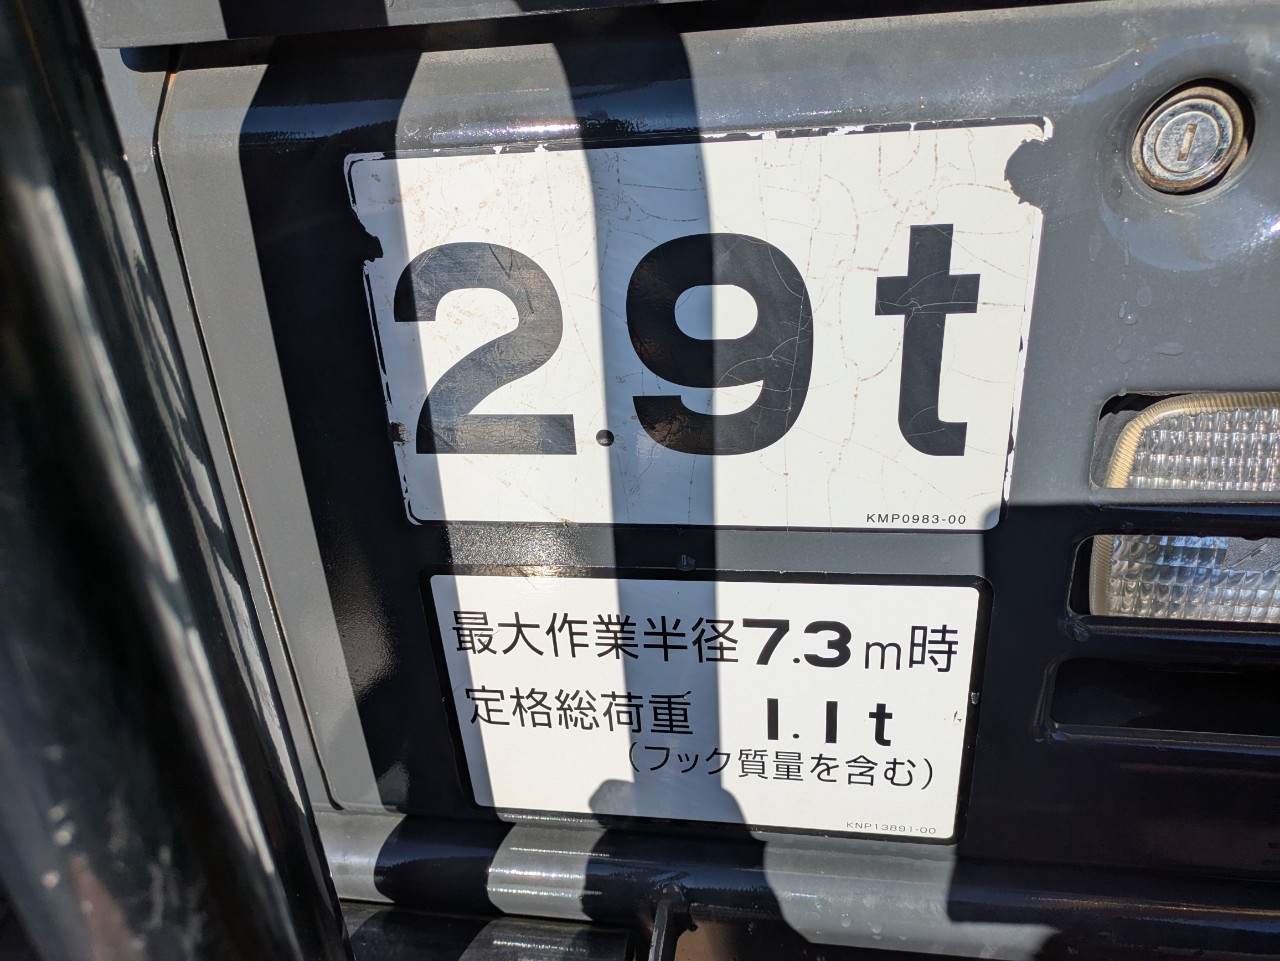 2.9t
KMP0983-00
最大作業半径7.3m時
定格総荷重 1.1t
(フック質量を含む)
KNP13891-00